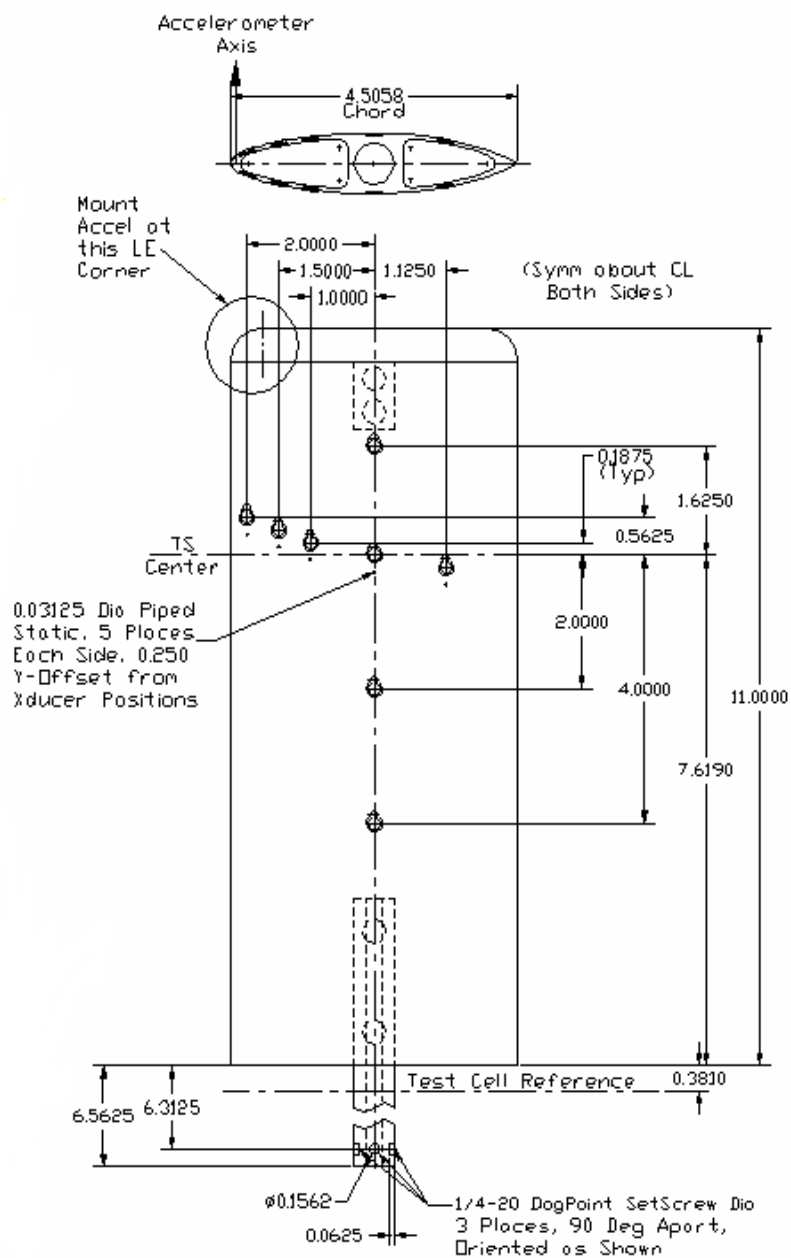 Accelerometer
Axis
4.5058
Chord
Mount
Accel at
this LE
Corner
2.0000
1.5000
1.1250
1.0000
(Symm about CL
Both Sides)
0.1875
(Typ)
1.6250
0.5625
TS
Center
0.03125 Dia Piped
Static, 5 Places
Each Side, 0.250
Y-Offset from
Xducer Positions
2.0000
4.0000
11.0000
7.6190
Test Cell Reference
0.3810
6.3125
6.5625
ø0.1562
0.0625
1/4-20 DogPoint SetScrew Dia
3 Places, 90 Deg Apart,
Oriented as Shown